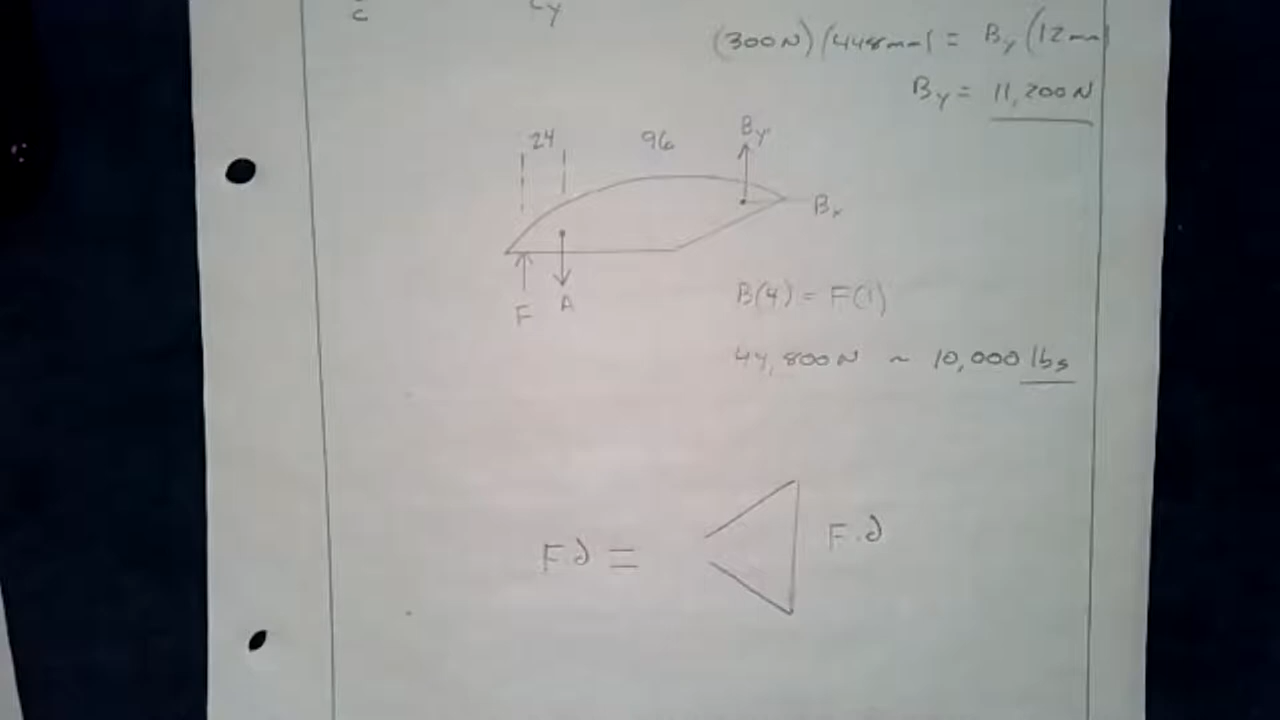 c Cy
(300N)(448mm) = By (12mm)
By = 11,200N
24 96 By
Bx
F A
B(4) = F(1)
44,800N ~ 10,000 lbs
Fd = F.d